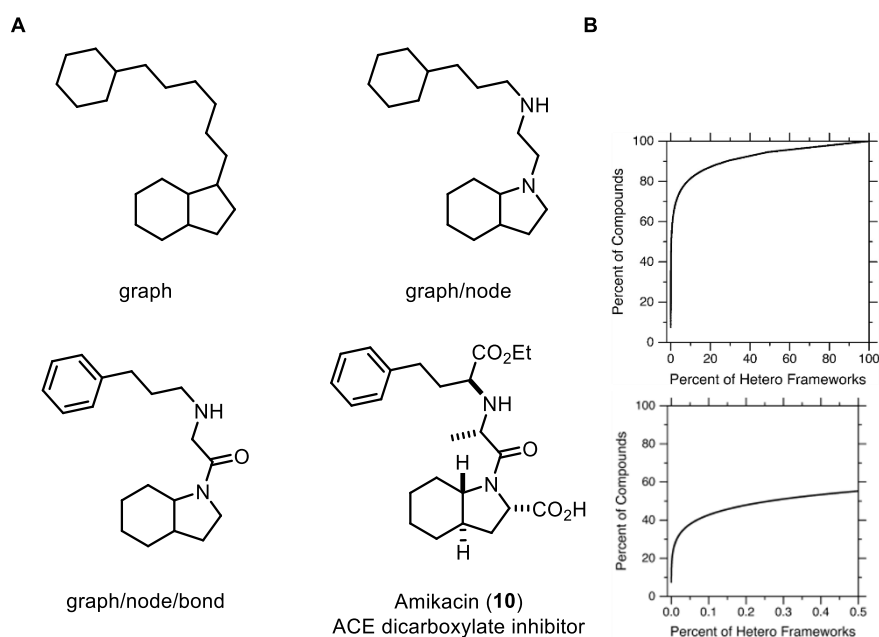 A
B
NH
N
graph
graph/node
100
80
60
40
20
0
Percent of Compounds
0 20 40 60 80 100
Percent of Hetero Frameworks
NH
O
N
graph/node/bond
CO2Et
NH
O
H
N
CO2H
H
Amikacin (10)
ACE dicarboxylate inhibitor
100
80
60
40
20
0
Percent of Compounds
0.0 0.1 0.2 0.3 0.4 0.5
Percent of Hetero Frameworks